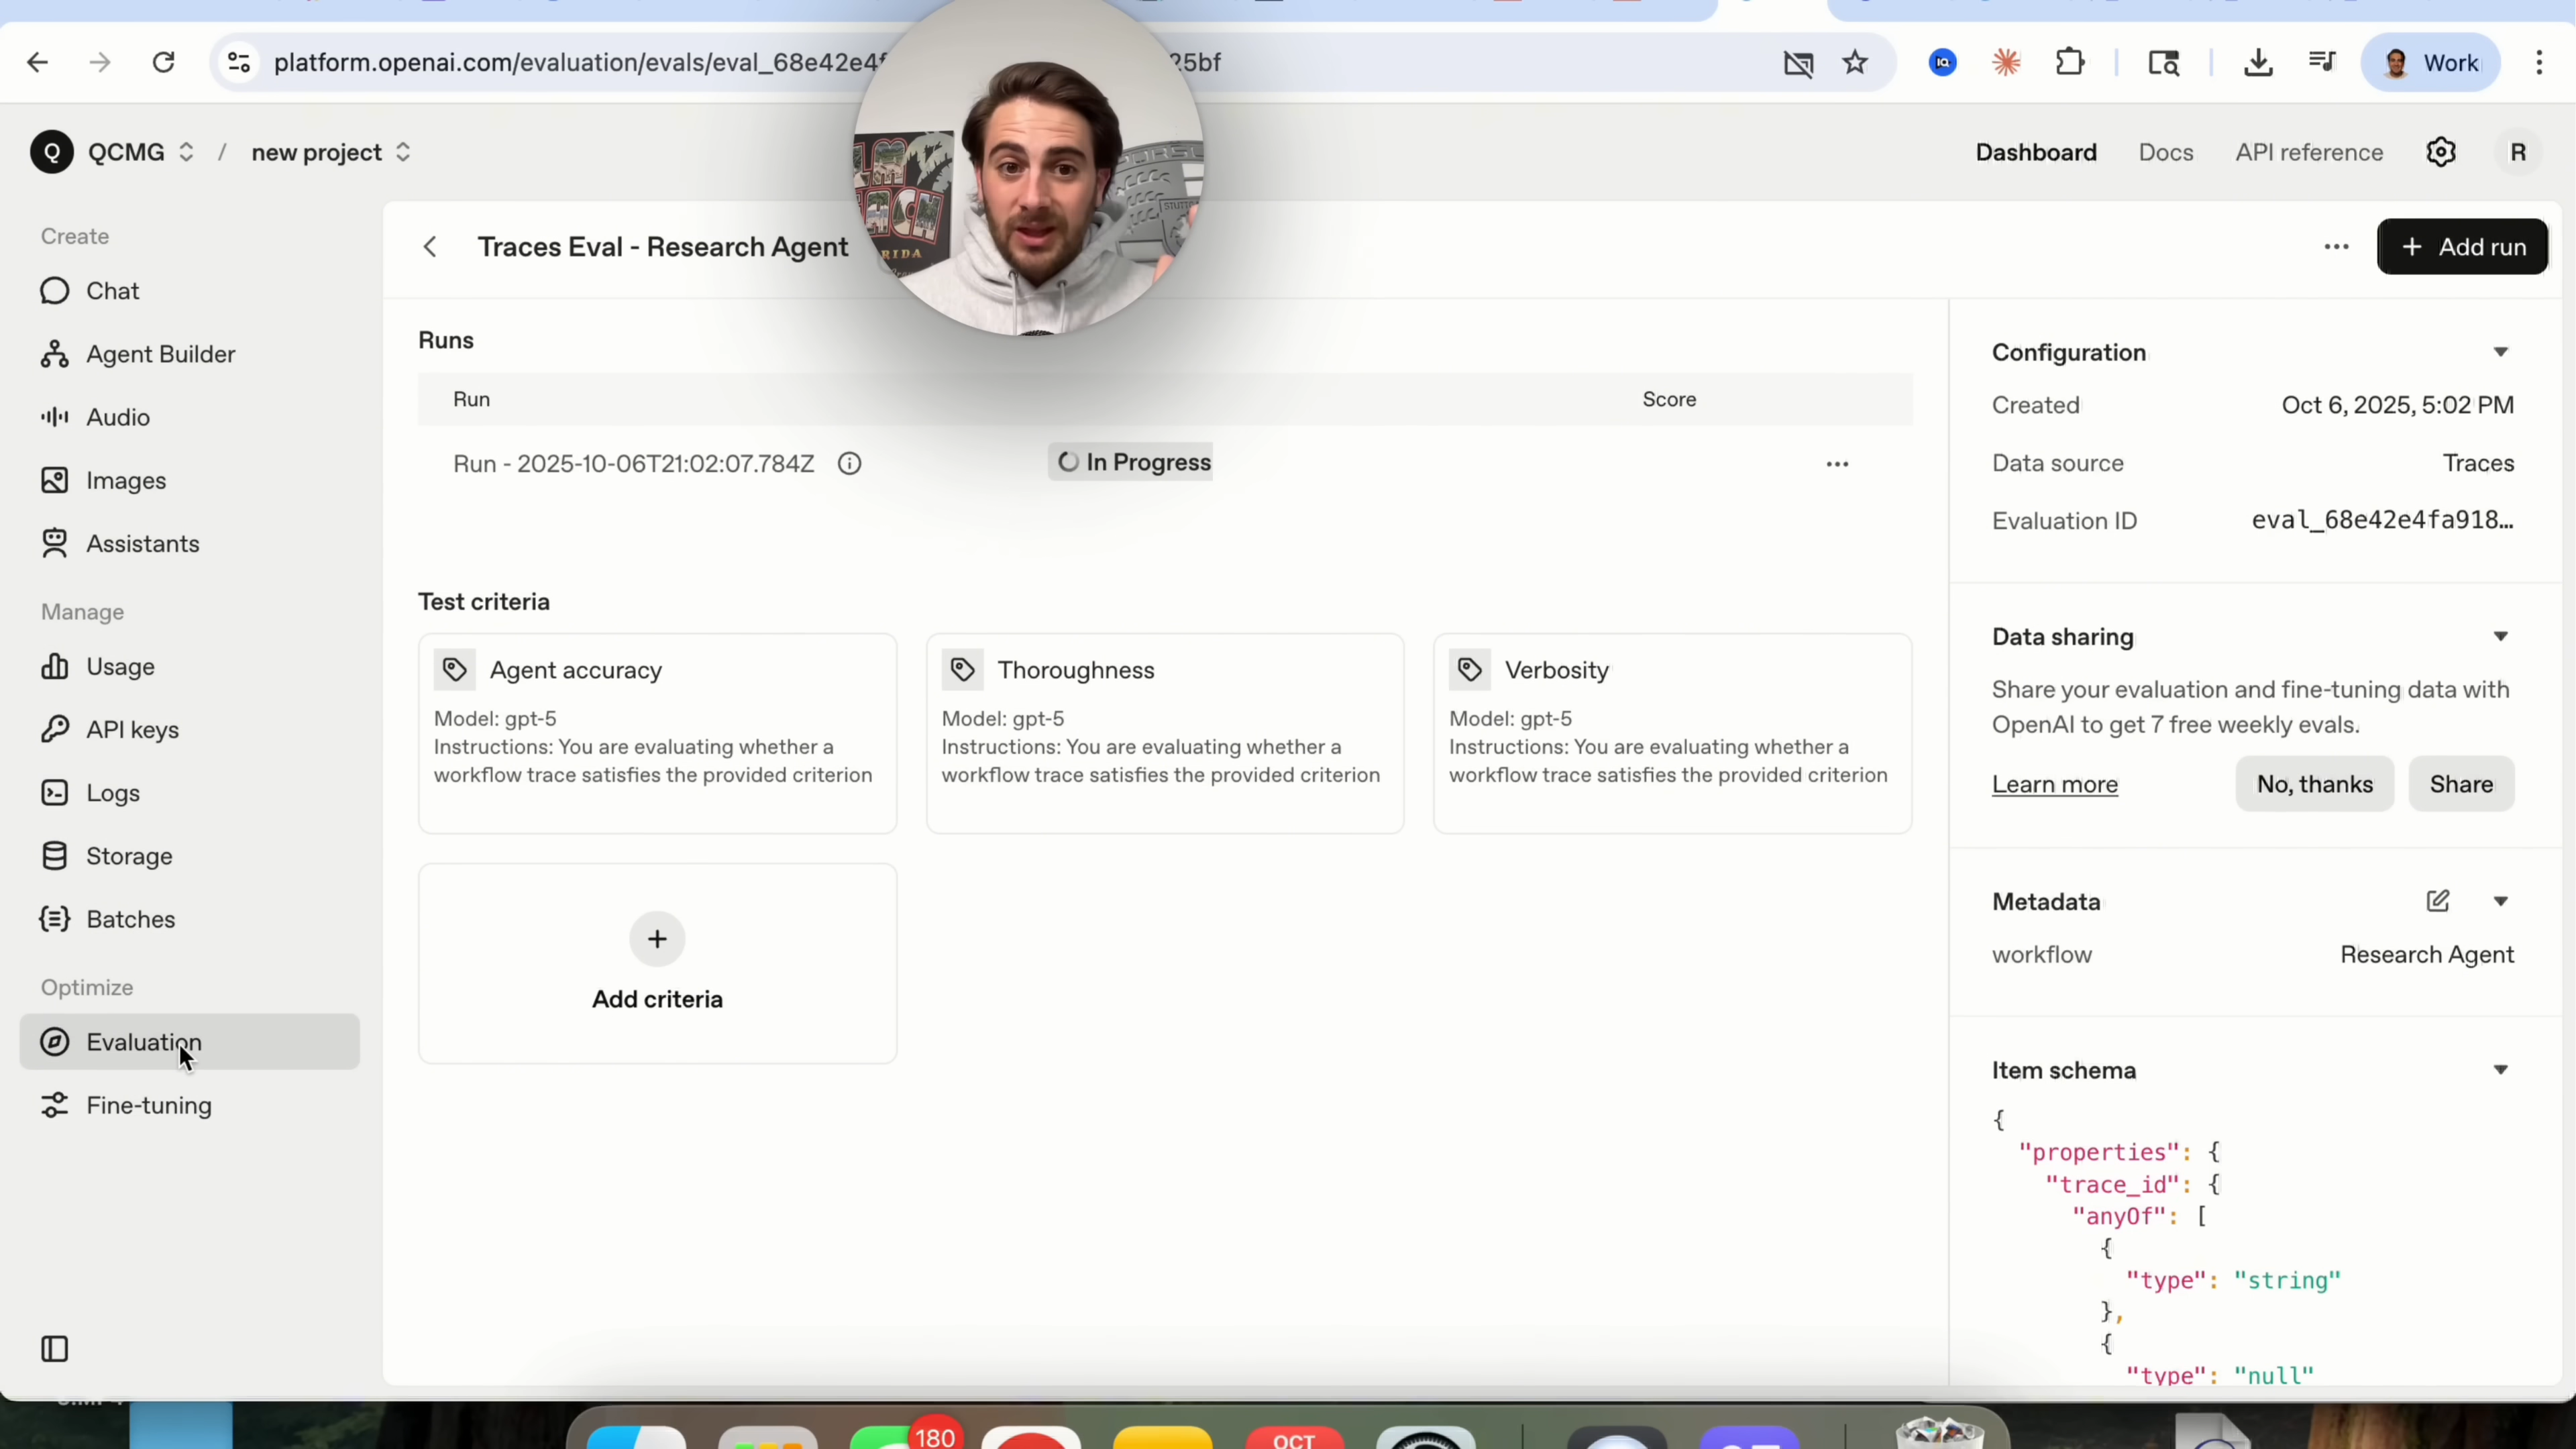 platform.openai.com/evaluation/evals/eval_68e42e4f
25bf
Work
Q QCMG / new project
Dashboard Docs API reference R
Create
Chat
Agent Builder
Audio
Images
Assistants
Manage
Usage
API keys
Logs
Storage
Batches
Optimize
Evaluation
Fine-tuning
Traces Eval - Research Agent
+ Add run
RIDA
Runs
Run Score
Run - 2025-10-06T21:02:07.784Z In Progress
Test criteria
Agent accuracy
Model: gpt-5
Instructions: You are evaluating whether a
workflow trace satisfies the provided criterion
Thoroughness
Model: gpt-5
Instructions: You are evaluating whether a
workflow trace satisfies the provided criterion
Verbosity
Model: gpt-5
Instructions: You are evaluating whether a
workflow trace satisfies the provided criterion
+
Add criteria
Configuration
Created Oct 6, 2025, 5:02 PM
Data source Traces
Evaluation ID eval_68e42e4fa918...
Data sharing
Share your evaluation and fine-tuning data with
OpenAI to get 7 free weekly evals.
Learn more No, thanks Share
Metadata
workflow Research Agent
Item schema
{
"properties": {
"trace_id": {
"anyOf": [
{
"type": "string"
},
{
"type": "null"
180
OCT